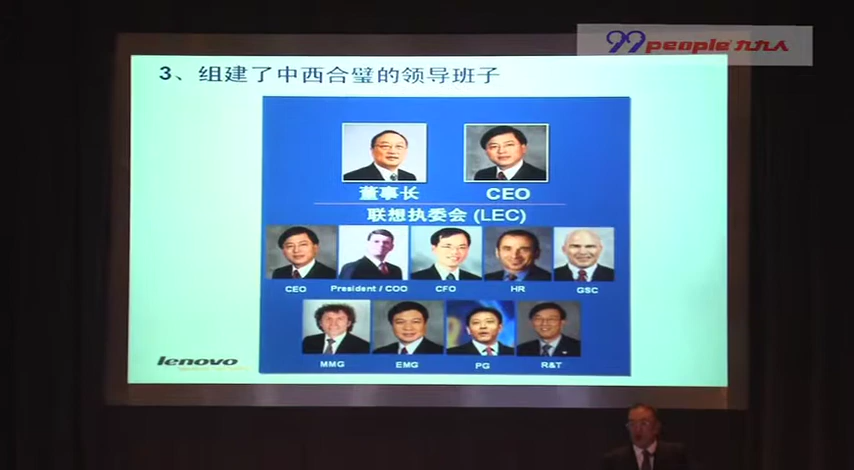 99people 九九人
3、组建了中西合璧的领导班子
董事长 CEO
联想执委会 (LEC)
CEO President / COO CFO HR GSC
MMG EMG PG R&T
lenovo